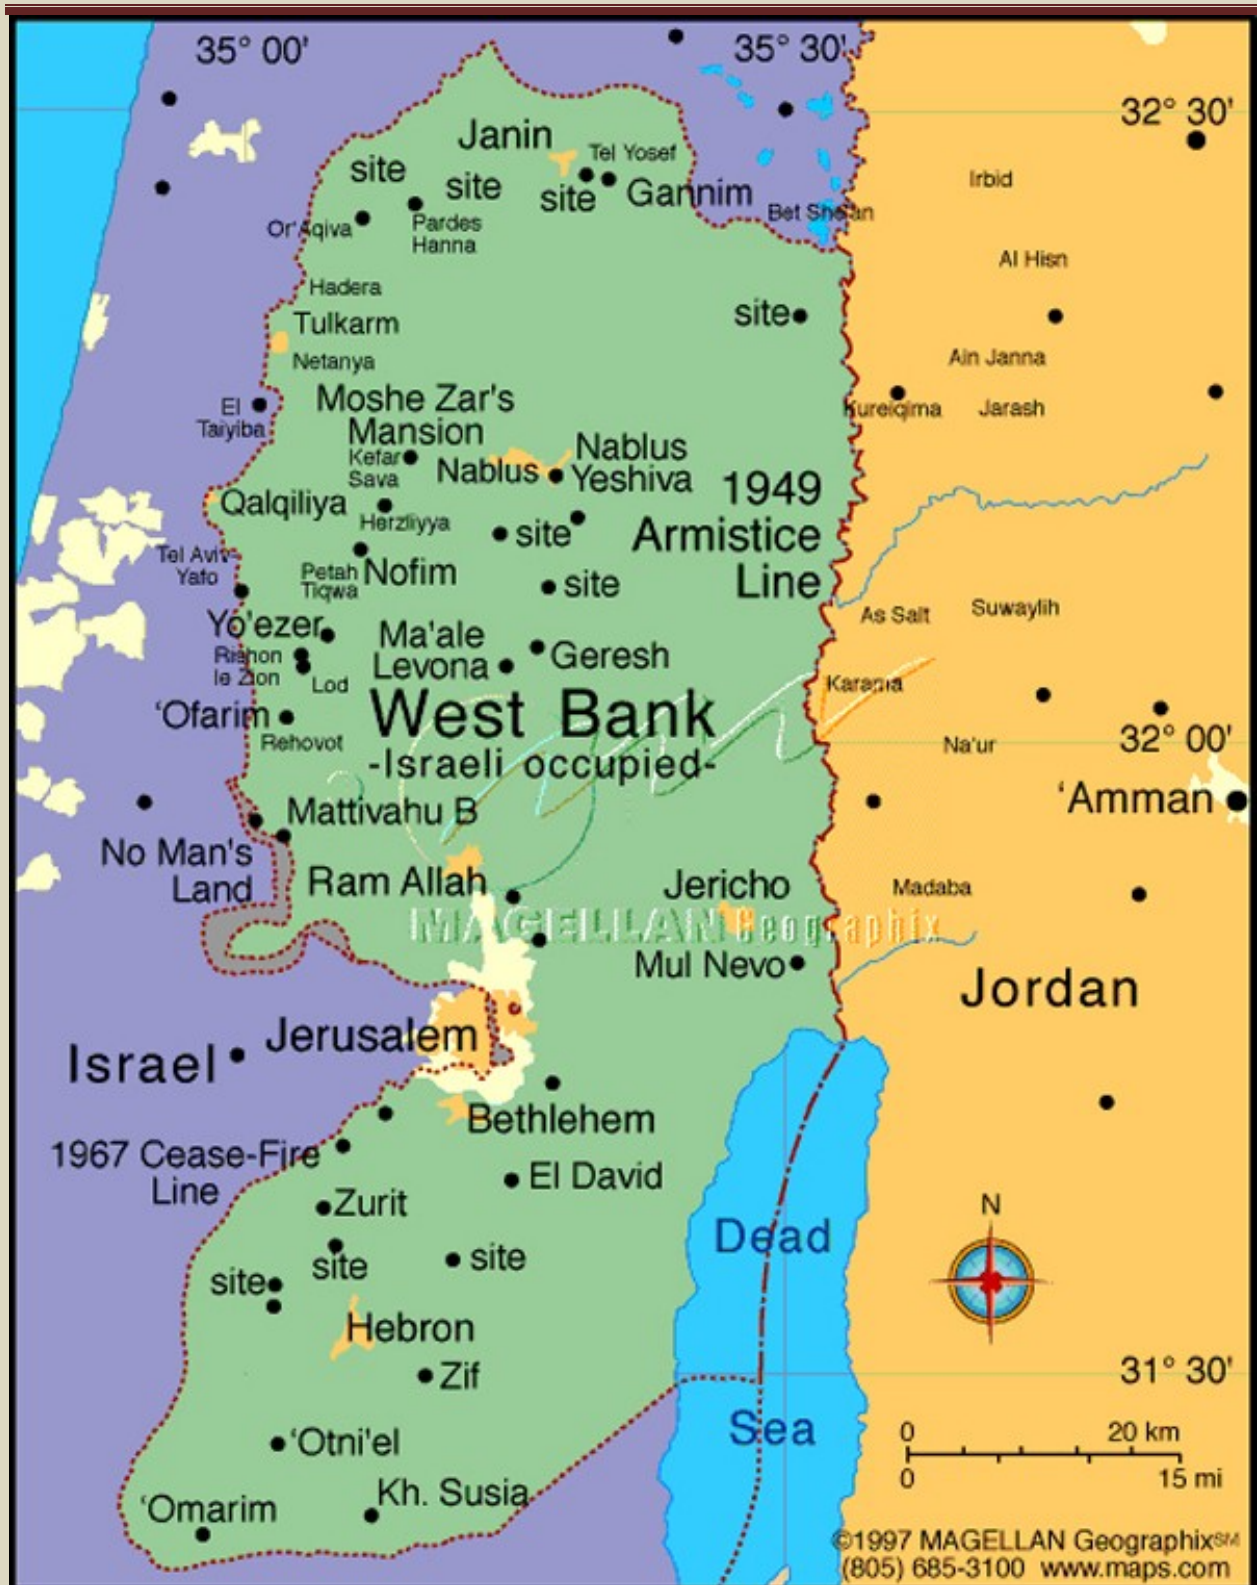 35° 00'
35° 30'
32° 30'
Janin
Tel Yosef
site
site
site
Gannim
Irbid
Or'Aqiva
Pardes
Hanna
Bet She'an
Al Hisn
Hadera
Tulkarm
site
Netanya
Ain Janna
El
Taiyiba
Moshe Zar's
Mansion
Kureiqima
Jarash
Kefar
Sava
Nablus
Nablus
Yeshiva
Qalqiliya
Herzliyya
1949
Armistice
Line
site
Tel Aviv-
Yafo
Petah
Tiqwa
Nofim
site
As Salt
Suwaylih
Yo'ezer
Ma'ale
Levona
Geresh
Rishon
le Zion
Lod
Karama
‘Ofarim
West Bank
-Israeli occupied-
Rehovot
Na'ur
32° 00'
‘Amman
Mattivahu B
No Man's
Land
Ram Allah
Jericho
Madaba
MAGELLAN Geographix
Mul Nevo
Jordan
Jerusalem
Israel
Bethlehem
1967 Cease-Fire
Line
El David
Zurit
N
Dead
Sea
site
site
site
Hebron
Zif
31° 30'
‘Otni'el
0 20 km
0 15 mi
Kh. Susia
‘Omarim
©1997 MAGELLAN Geographix℠
(805) 685-3100 www.maps.com